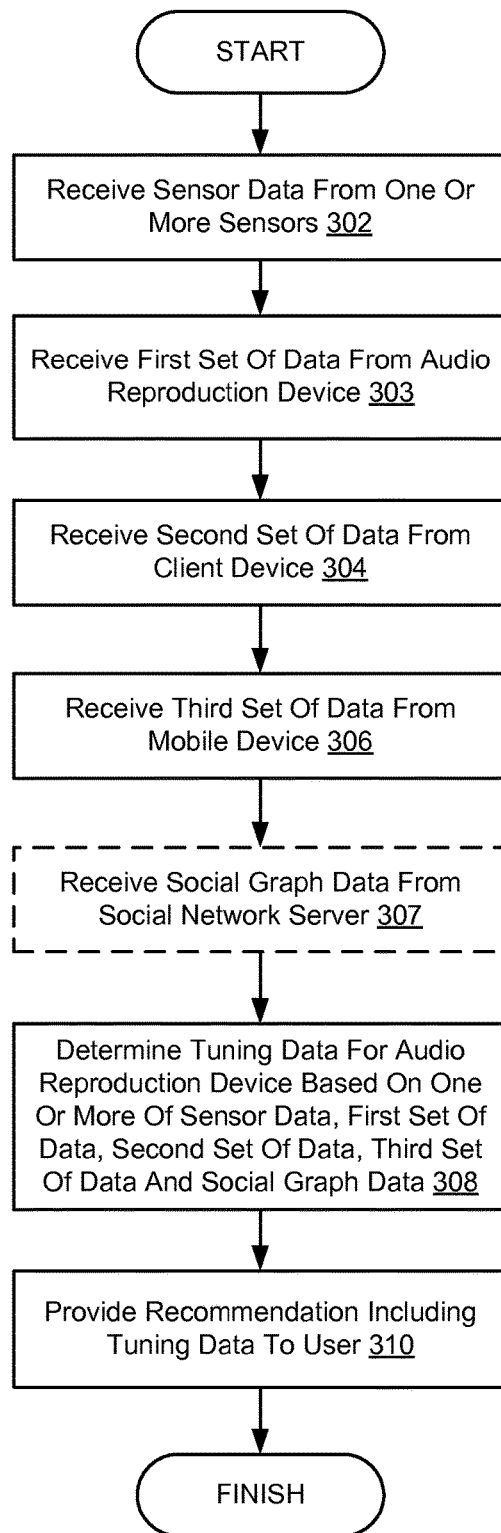 START
Receive Sensor Data From One Or
More Sensors 302
Receive First Set Of Data From Audio
Reproduction Device 303
Receive Second Set Of Data From
Client Device 304
Receive Third Set Of Data From
Mobile Device 306
Receive Social Graph Data From
Social Network Server 307
Determine Tuning Data For Audio
Reproduction Device Based On One
Or More Of Sensor Data, First Set Of
Data, Second Set Of Data, Third Set
Of Data And Social Graph Data 308
Provide Recommendation Including
Tuning Data To User 310
FINISH